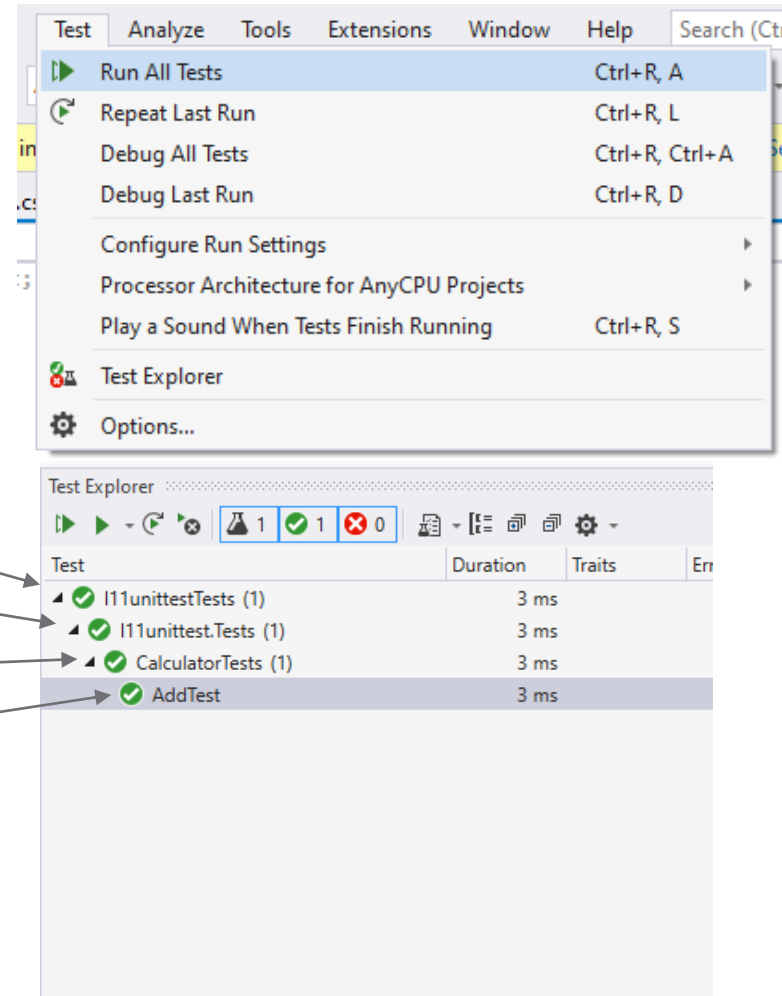 Test Analyze Tools Extensions Window Help Search (Ct
Run All Tests Ctrl+R, A
Repeat Last Run Ctrl+R, L
in
Debug All Tests Ctrl+R, Ctrl+A
.cs
Debug Last Run Ctrl+R, D
Configure Run Settings
Processor Architecture for AnyCPU Projects
Play a Sound When Tests Finish Running Ctrl+R, S
Test Explorer
Options...
Test Explorer
1 1 0
Test Duration Traits Err
l11unittestTests (1) 3 ms
l11unittest.Tests (1) 3 ms
CalculatorTests (1) 3 ms
AddTest 3 ms